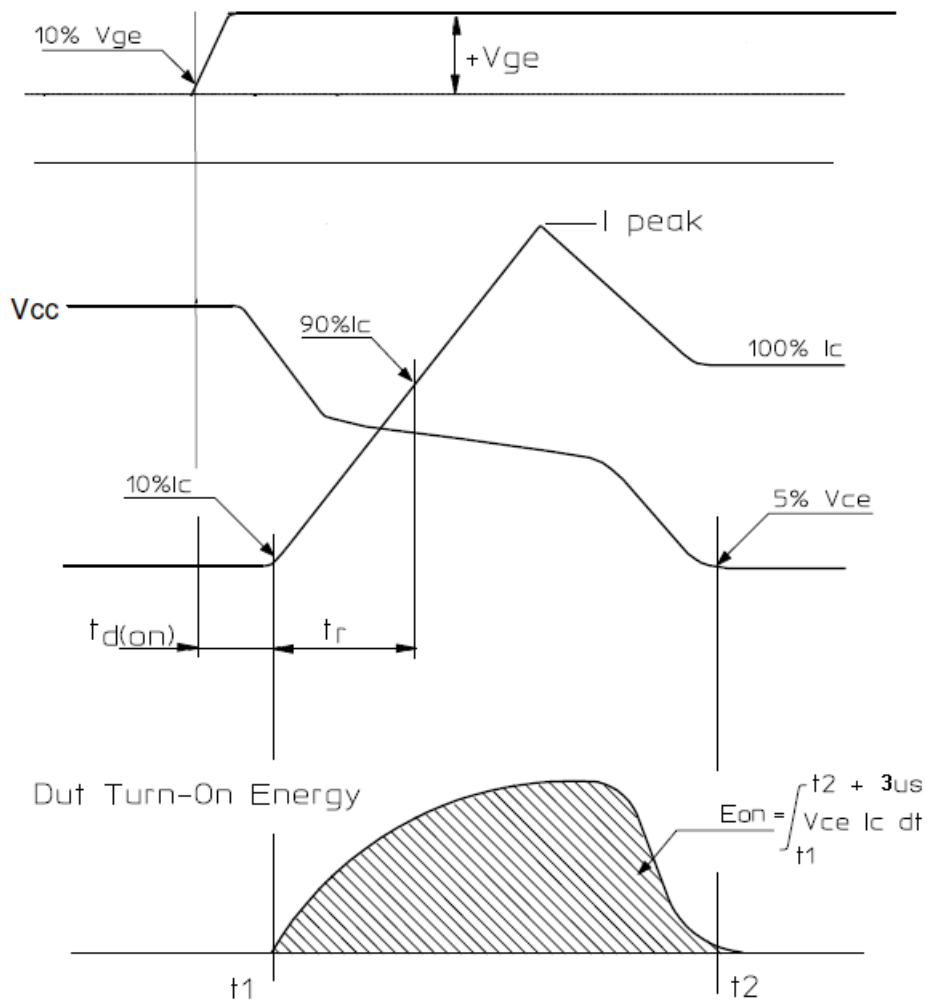 10% Vge
+Vge
I peak
Vcc
90%Ic
100% Ic
10%Ic
5% Vce
td(on)
tr
Dut Turn-On Energy
t2 + 3us
Eon = ∫ Vce Ic dt
t1
t1
t2